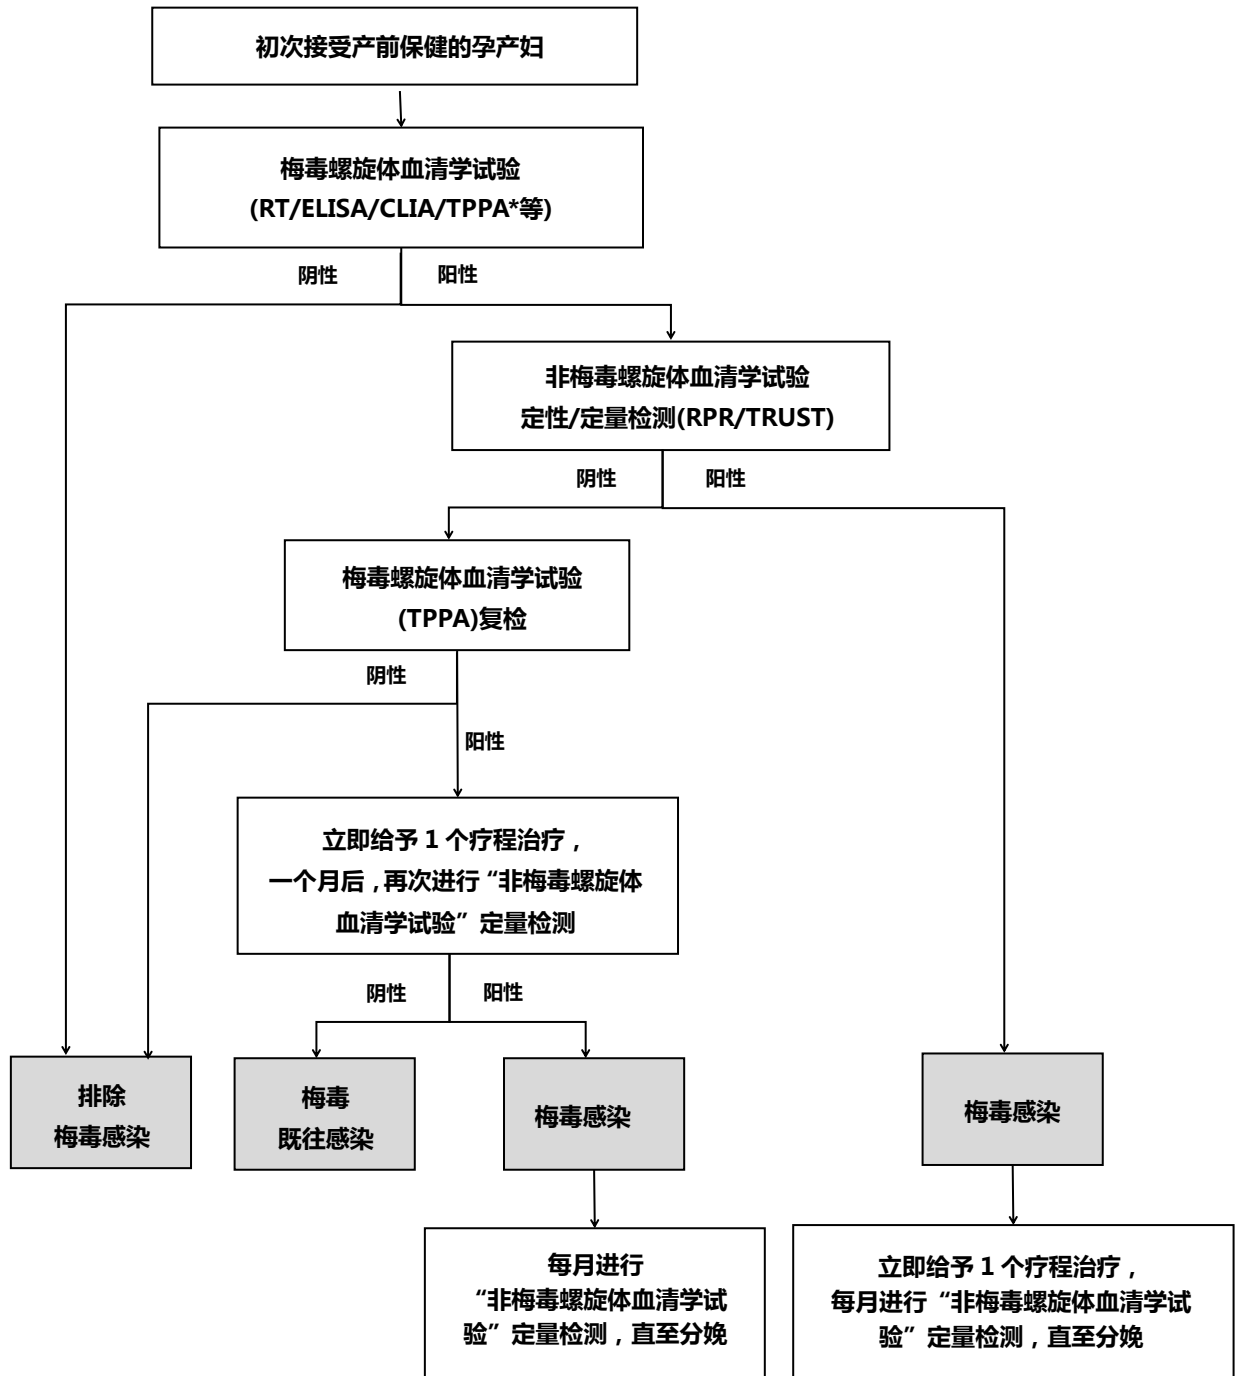 初次接受产前保健的孕产妇
梅毒螺旋体血清学试验
(RT/ELISA/CLIA/TPPA*等)
阴性
阳性
非梅毒螺旋体血清学试验
定性/定量检测(RPR/TRUST)
阴性
阳性
梅毒螺旋体血清学试验
(TPPA)复检
阴性
阳性
立即给予 1 个疗程治疗，
一个月后，再次进行“非梅毒螺旋体
血清学试验”定量检测
阴性
阳性
排除
梅毒感染
梅毒
既往感染
梅毒感染
梅毒感染
每月进行
“非梅毒螺旋体血清学试
验”定量检测，直至分娩
立即给予 1 个疗程治疗，
每月进行“非梅毒螺旋体血清学试
验”定量检测，直至分娩